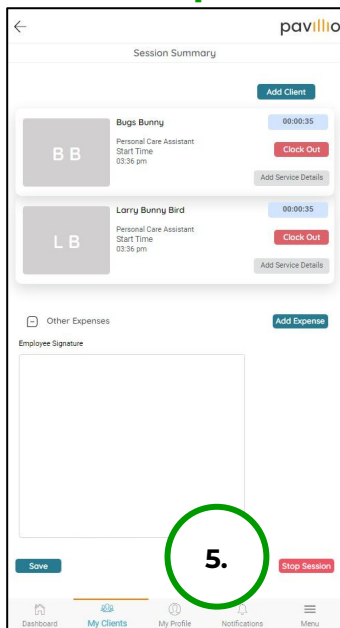 pavillio
Session Summary
Add Client
B B
Bugs Bunny
Personal Care Assistant
Start Time
03:36 pm
00:00:35
Clock Out
Add Service Details
L B
Larry Bunny Bird
Personal Care Assistant
Start Time
03:36 pm
00:00:35
Clock Out
Add Service Details
Other Expenses
Add Expense
Employee Signature
5.
Save
Stop Session
Dashboard
My Clients
My Profile
Notifications
Menu